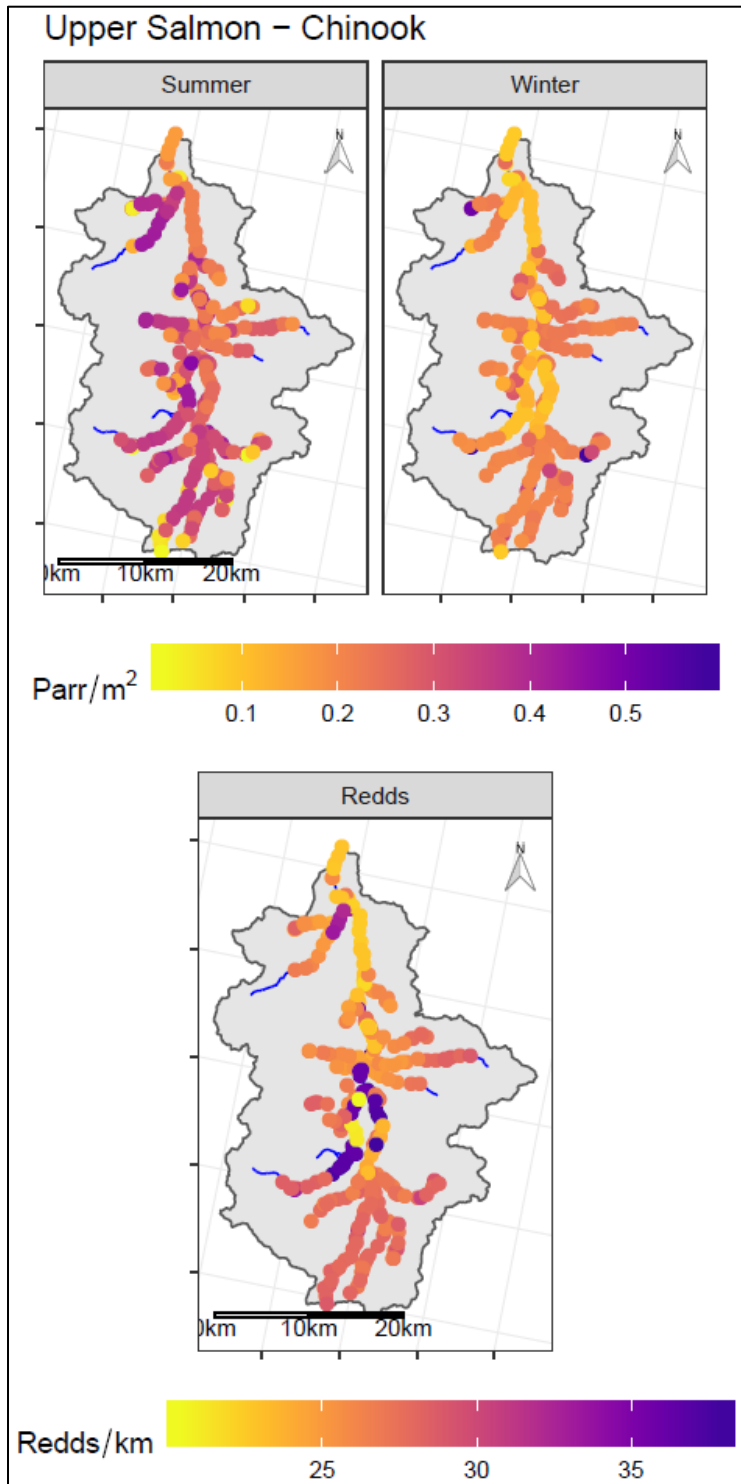 Upper Salmon − Chinook
Summer
Winter
N
N
0km 10km 20km
Parr/m²
0.1 0.2 0.3 0.4 0.5
Redds
N
0km 10km 20km
Redds/km
25 30 35